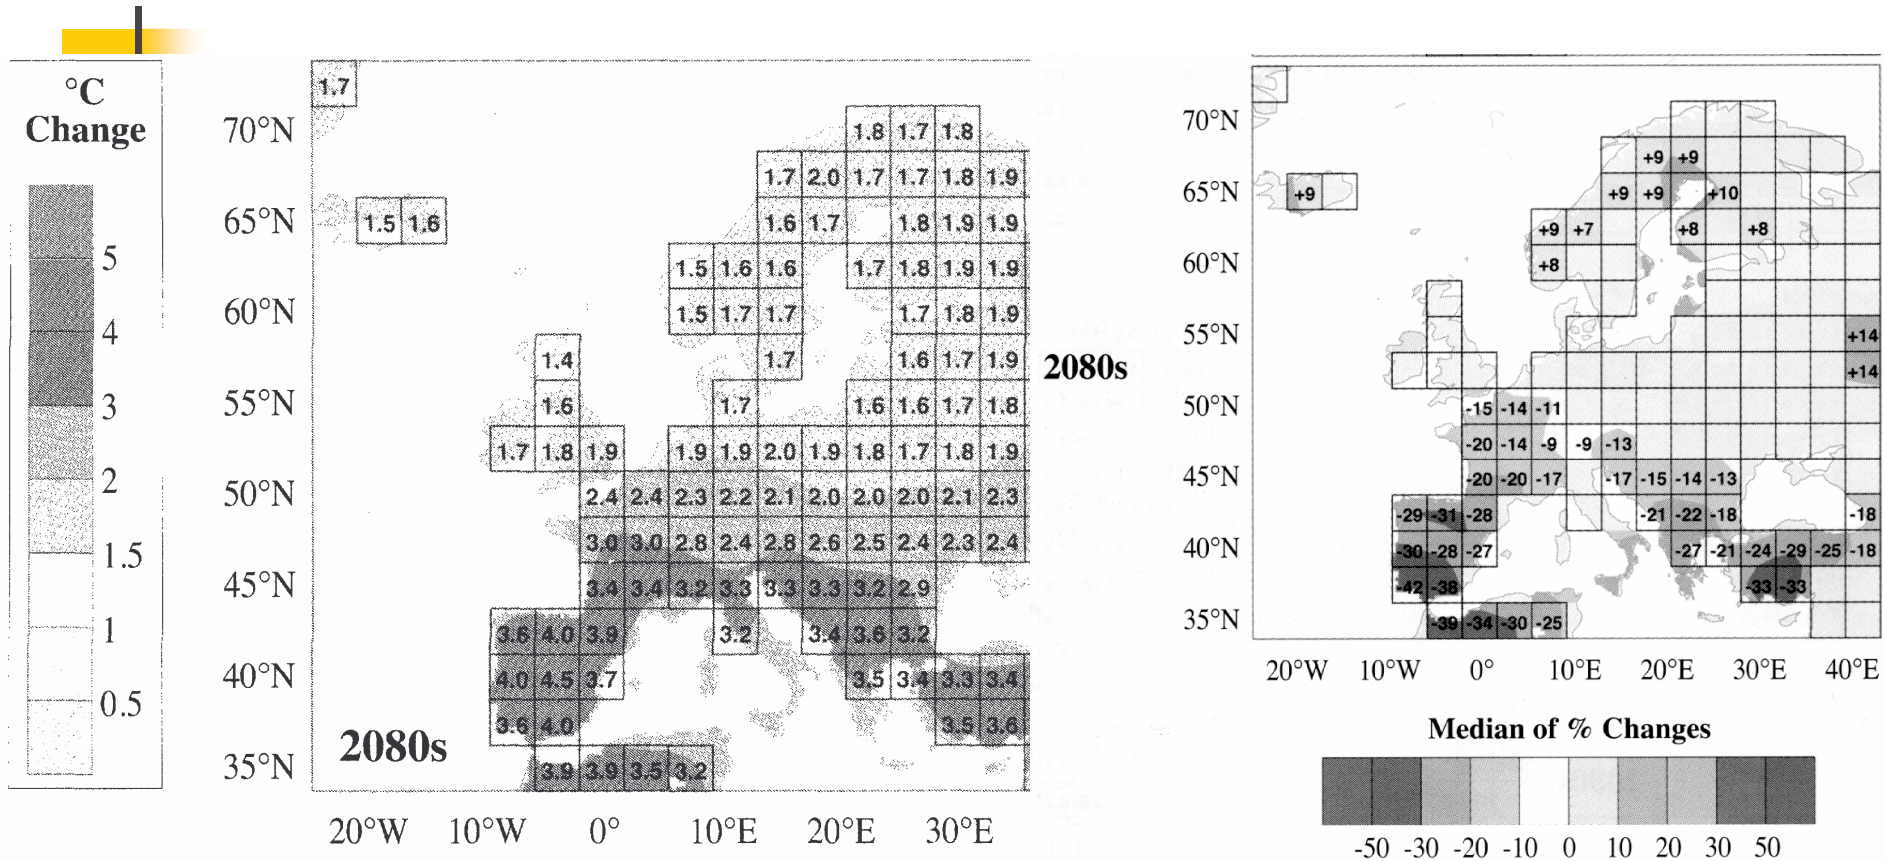 °C
Change
5
4
3
2
1.5
1
0.5
70°N
65°N
60°N
55°N
50°N
45°N
40°N
35°N
1.7
1.8 1.7 1.8
1.7 2.0 1.7 1.7 1.8 1.9
1.5 1.6 1.6 1.7 1.8 1.9 1.9
1.5 1.6 1.6 1.7 1.8 1.9 1.9
1.5 1.7 1.7 1.7 1.8 1.9
1.4 1.7 1.6 1.7 1.9
1.6 1.7 1.6 1.6 1.7 1.8
1.7 1.8 1.9 1.9 1.9 2.0 1.9 1.8 1.7 1.8 1.9
2.4 2.4 2.3 2.2 2.1 2.0 2.0 2.0 2.1 2.3
3.0 3.0 2.8 2.4 2.8 2.6 2.5 2.4 2.3 2.4
3.4 3.4 3.2 3.3 3.3 3.3 3.2 2.9
3.6 4.0 3.9 3.2 3.4 3.6 3.2
4.0 4.5 3.7 3.5 3.4 3.3 3.4
3.6 4.0 3.5 3.6
3.9 3.9 3.5 3.2
2080s
20°W 10°W 0° 10°E 20°E 30°E
2080s
70°N
65°N
60°N
55°N
50°N
45°N
40°N
35°N
+9 +9
+9 +9 +9 +10
+9 +7 +8 +8
+8
+14
+14
-15 -14 -11
-20 -14 -9 -9 -13
-20 -20 -17 -17 -15 -14 -13
-29 -31 -28 -21 -22 -18 -18
-30 -28 -27 -27 -21 -24 -29 -25 -18
-42 -38 -33 -33
-39 -34 -30 -25
20°W 10°W 0° 10°E 20°E 30°E 40°E
Median of % Changes
-50 -30 -20 -10 0 10 20 30 50